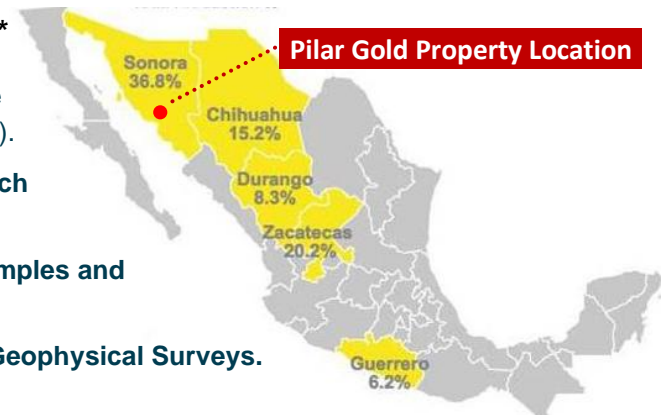 *
Pilar Gold Property Location
Sonora
36.8%
Chihuahua
15.2%
).
Durango
8.3%
ch
Zacatecas
20.2%
mples and
Geophysical Surveys.
Guerrero
6.2%